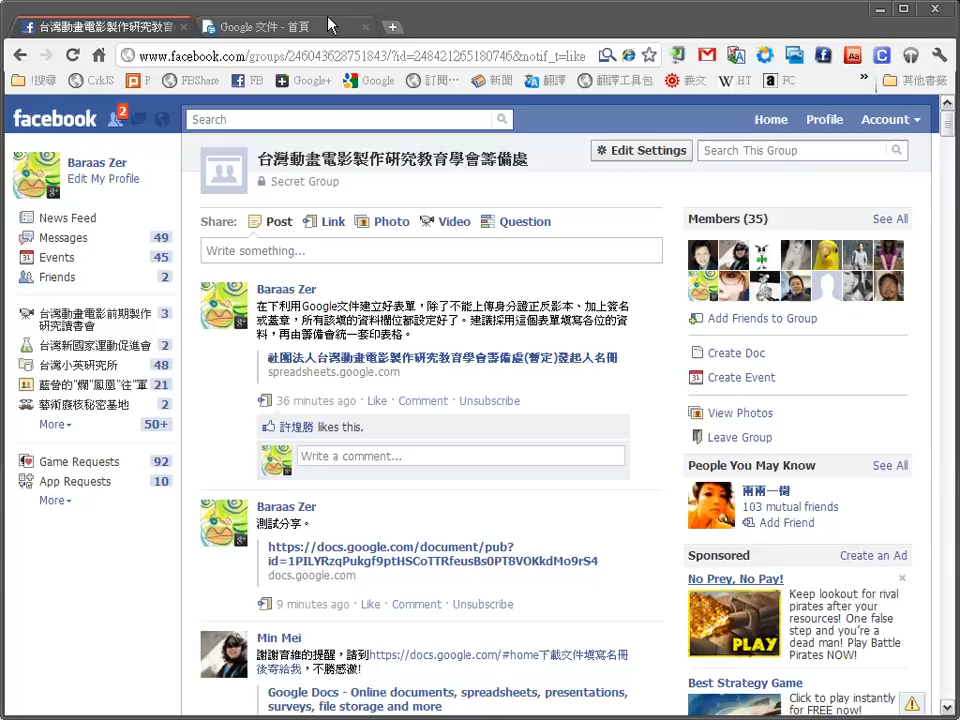 台灣動畫電影製作研究教育
Google 文件 - 首頁
www.facebook.com/groups/246043628751843/?id=248421265180649&notif_t=like
搜尋
CrkJS
P
FBShare
FB
Google+
Google
訂閱…
新聞
翻譯
翻譯工具包
義文
HT
PC
»
其他書籤
facebook
2
Search
Home
Profile
Account
Baraas Zer
Edit My Profile
台灣動畫電影製作研究教育學會籌備處
Secret Group
Edit Settings
Search This Group
News Feed
Messages 49
Events 45
Friends 2
台灣動畫電影前期製作 3
研究讀書會
台灣新國家運動促進會 2
台灣小英研究所 48
藍營的"爛"鳳凰"往"軍 21
藝術廢核秘密基地 2
More 50+
Game Requests 92
App Requests 10
More
Share: Post Link Photo Video Question
Write something...
Baraas Zer
在下利用Google文件建立好表單，除了不能上傳身分證正反影本、加上簽名
或蓋章，所有該填的資料欄位都設定好了。建議採用這個表單填寫各位的資
料，再由籌備會統一套印表格。
社團法人台灣動畫電影製作研究教育學會籌備處(暫定)發起人名冊
spreadsheets.google.com
36 minutes ago · Like · Comment · Unsubscribe
許煌勝 likes this.
Write a comment...
Baraas Zer
測試分享。
https://docs.google.com/document/pub?
id=1PILYRzqPukgf9ptHSCoTTRfeusBs0PT8VOKkdMo9rS4
docs.google.com
9 minutes ago · Like · Comment · Unsubscribe
Min Mei
謝謝育維的提醒，請到https://docs.google.com/#home下載文件填寫名冊
後寄給我，不勝感激!
Google Docs - Online documents, spreadsheets, presentations,
surveys, file storage and more
Members (35)
See All
Add Friends to Group
Create Doc
Create Event
View Photos
Leave Group
People You May Know
See All
兩兩一樹
103 mutual friends
Add Friend
Sponsored
Create an Ad
No Prey, No Pay!
PLAY
Keep lookout for rival
pirates after your
resources! One false
step and you're a
dead man! Play Battle
Pirates NOW!
Best Strategy Game
Click to play instantly
for FREE now!